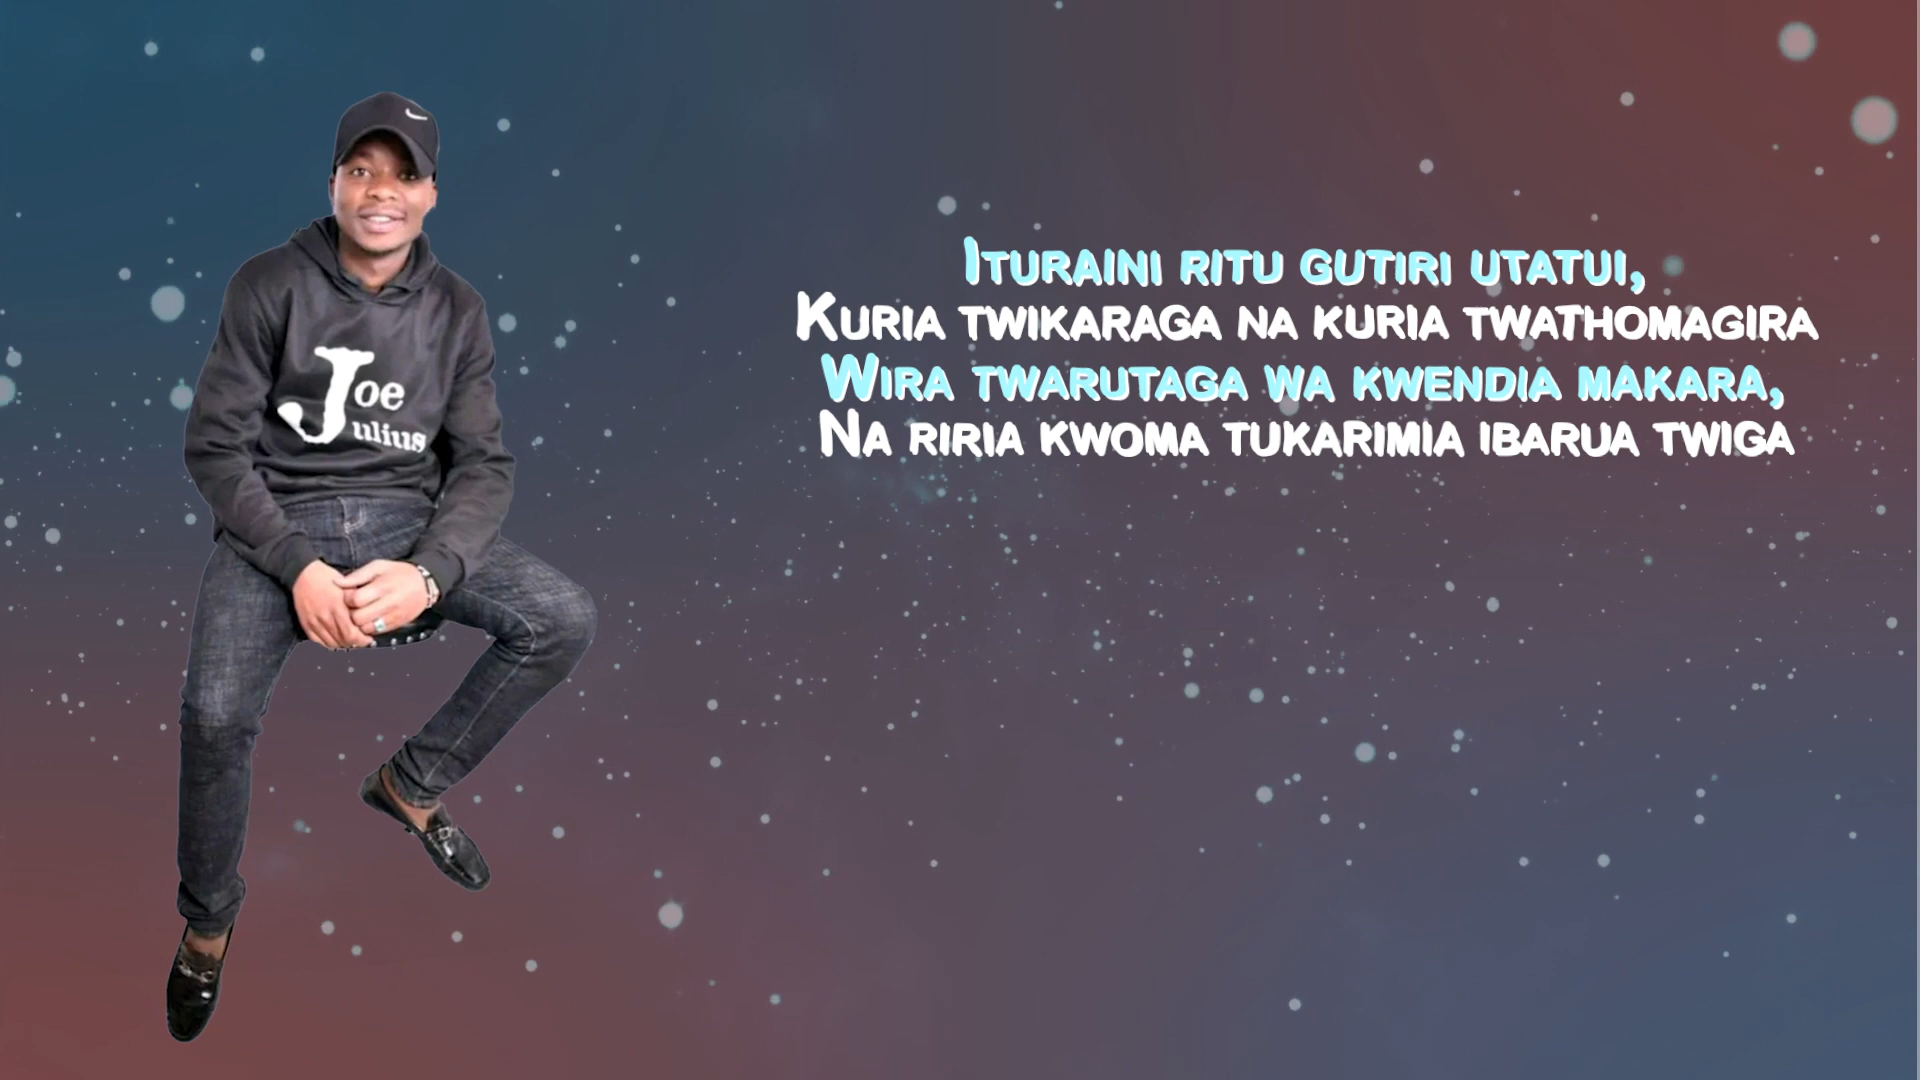 Joe
Julius
Ituraini ritu gutiri utatui,
Kuria twikaraga na kuria twathomagira
Wira twarutaga wa kwendia makara,
Na riria kwoma tukarimia ibarua twiga